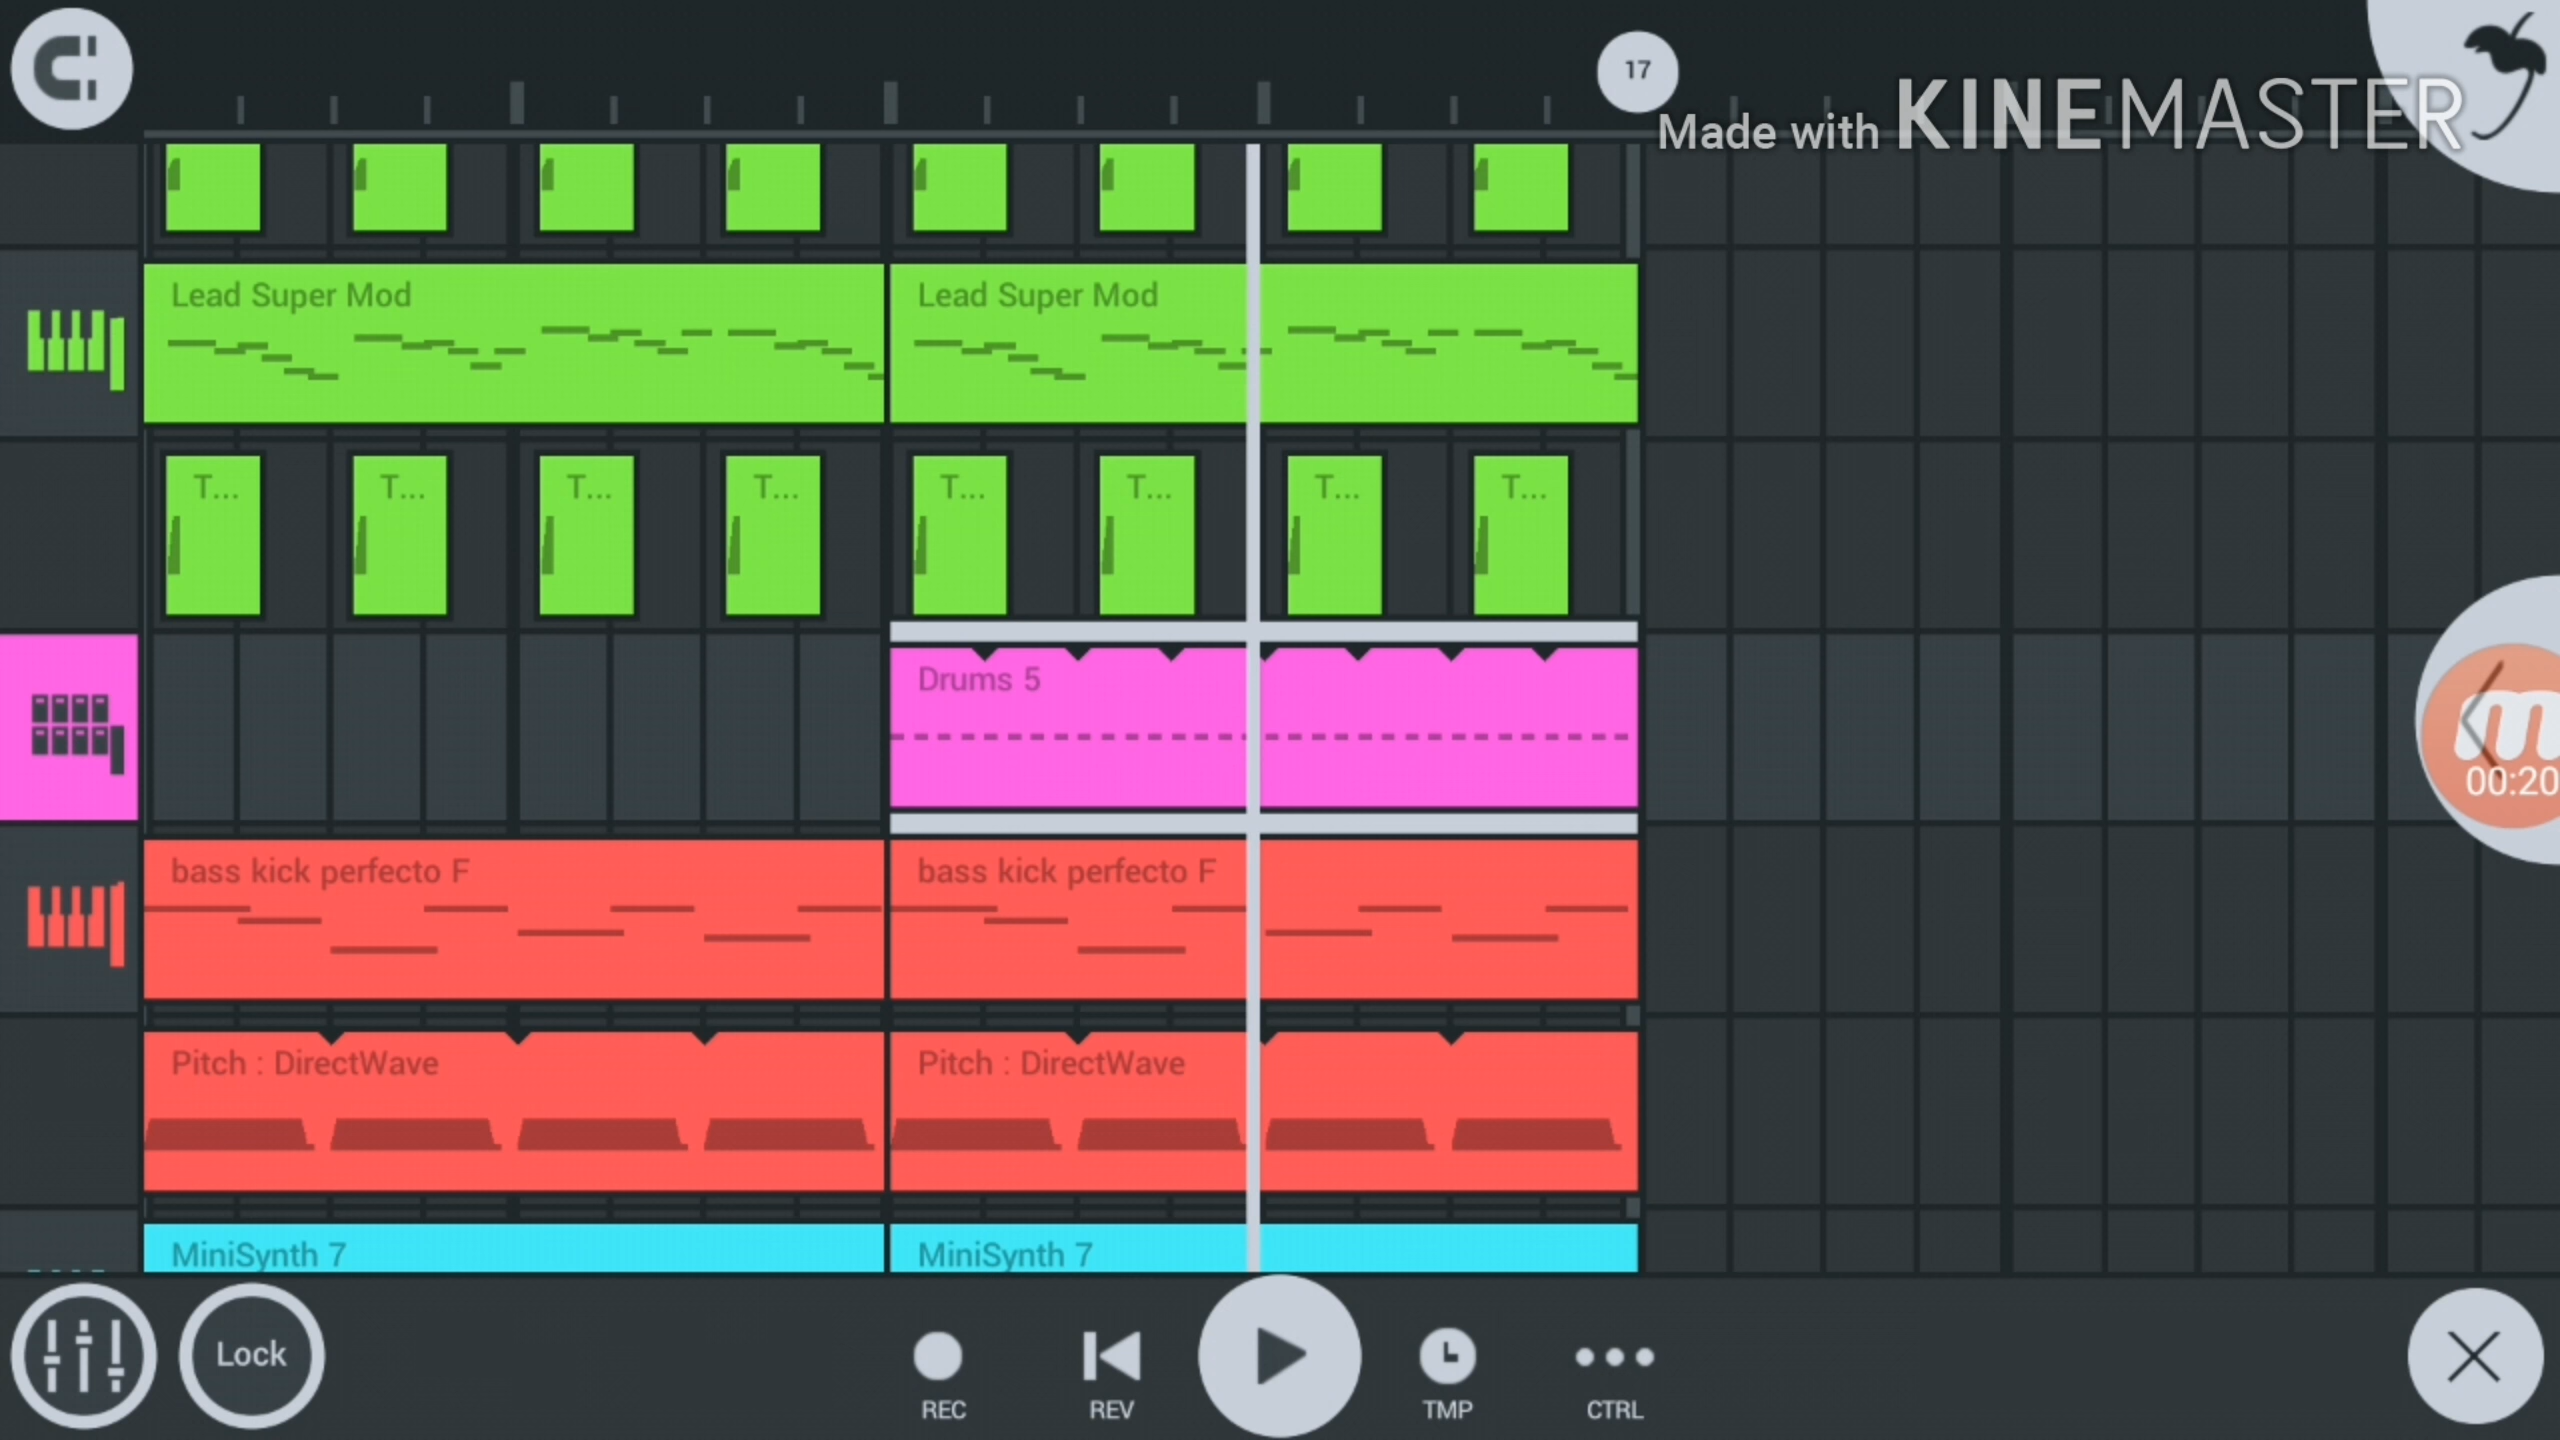 17
Made with KINEMASTER
Lead Super Mod Lead Super Mod
T... T... T... T... T... T... T... T...
Drums 5
00:20
bass kick perfecto F bass kick perfecto F
Pitch : DirectWave Pitch : DirectWave
MiniSynth 7 MiniSynth 7
Lock
REC REV TMP CTRL